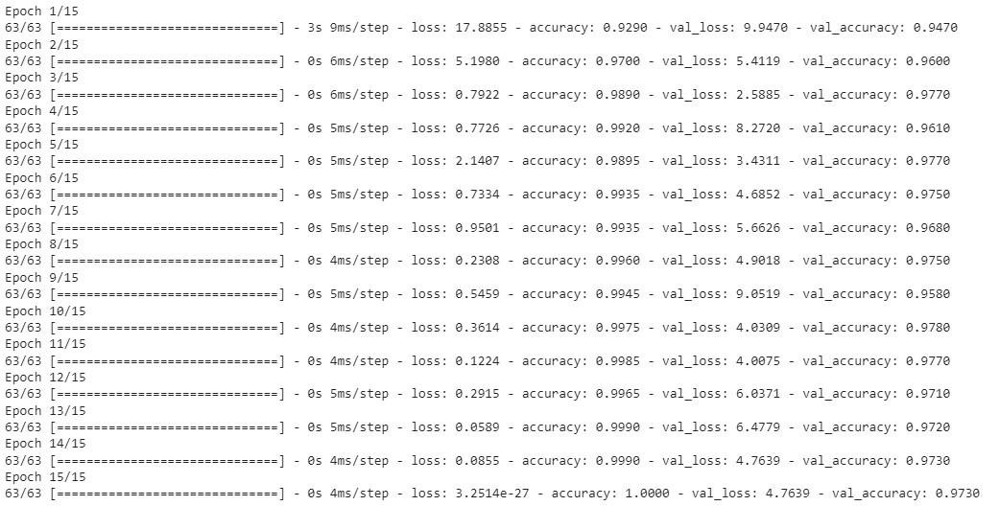 Epoch 1/15
63/63 [==============================] - 3s 9ms/step - loss: 17.8855 - accuracy: 0.9290 - val_loss: 9.9470 - val_accuracy: 0.9470
Epoch 2/15
63/63 [==============================] - 0s 6ms/step - loss: 5.1980 - accuracy: 0.9700 - val_loss: 5.4119 - val_accuracy: 0.9600
Epoch 3/15
63/63 [==============================] - 0s 6ms/step - loss: 0.7922 - accuracy: 0.9890 - val_loss: 2.5885 - val_accuracy: 0.9770
Epoch 4/15
63/63 [==============================] - 0s 5ms/step - loss: 0.7726 - accuracy: 0.9920 - val_loss: 8.2720 - val_accuracy: 0.9610
Epoch 5/15
63/63 [==============================] - 0s 5ms/step - loss: 2.1407 - accuracy: 0.9895 - val_loss: 3.4311 - val_accuracy: 0.9770
Epoch 6/15
63/63 [==============================] - 0s 5ms/step - loss: 0.7334 - accuracy: 0.9935 - val_loss: 4.6852 - val_accuracy: 0.9750
Epoch 7/15
63/63 [==============================] - 0s 5ms/step - loss: 0.9501 - accuracy: 0.9935 - val_loss: 5.6626 - val_accuracy: 0.9680
Epoch 8/15
63/63 [==============================] - 0s 4ms/step - loss: 0.2308 - accuracy: 0.9960 - val_loss: 4.9018 - val_accuracy: 0.9750
Epoch 9/15
63/63 [==============================] - 0s 5ms/step - loss: 0.5459 - accuracy: 0.9945 - val_loss: 9.0519 - val_accuracy: 0.9580
Epoch 10/15
63/63 [==============================] - 0s 4ms/step - loss: 0.3614 - accuracy: 0.9975 - val_loss: 4.0309 - val_accuracy: 0.9780
Epoch 11/15
63/63 [==============================] - 0s 4ms/step - loss: 0.1224 - accuracy: 0.9985 - val_loss: 4.0075 - val_accuracy: 0.9770
Epoch 12/15
63/63 [==============================] - 0s 5ms/step - loss: 0.2915 - accuracy: 0.9965 - val_loss: 6.0371 - val_accuracy: 0.9710
Epoch 13/15
63/63 [==============================] - 0s 5ms/step - loss: 0.0589 - accuracy: 0.9990 - val_loss: 6.4779 - val_accuracy: 0.9720
Epoch 14/15
63/63 [==============================] - 0s 4ms/step - loss: 0.0855 - accuracy: 0.9990 - val_loss: 4.7639 - val_accuracy: 0.9730
Epoch 15/15
63/63 [==============================] - 0s 4ms/step - loss: 3.2514e-27 - accuracy: 1.0000 - val_loss: 4.7639 - val_accuracy: 0.9730